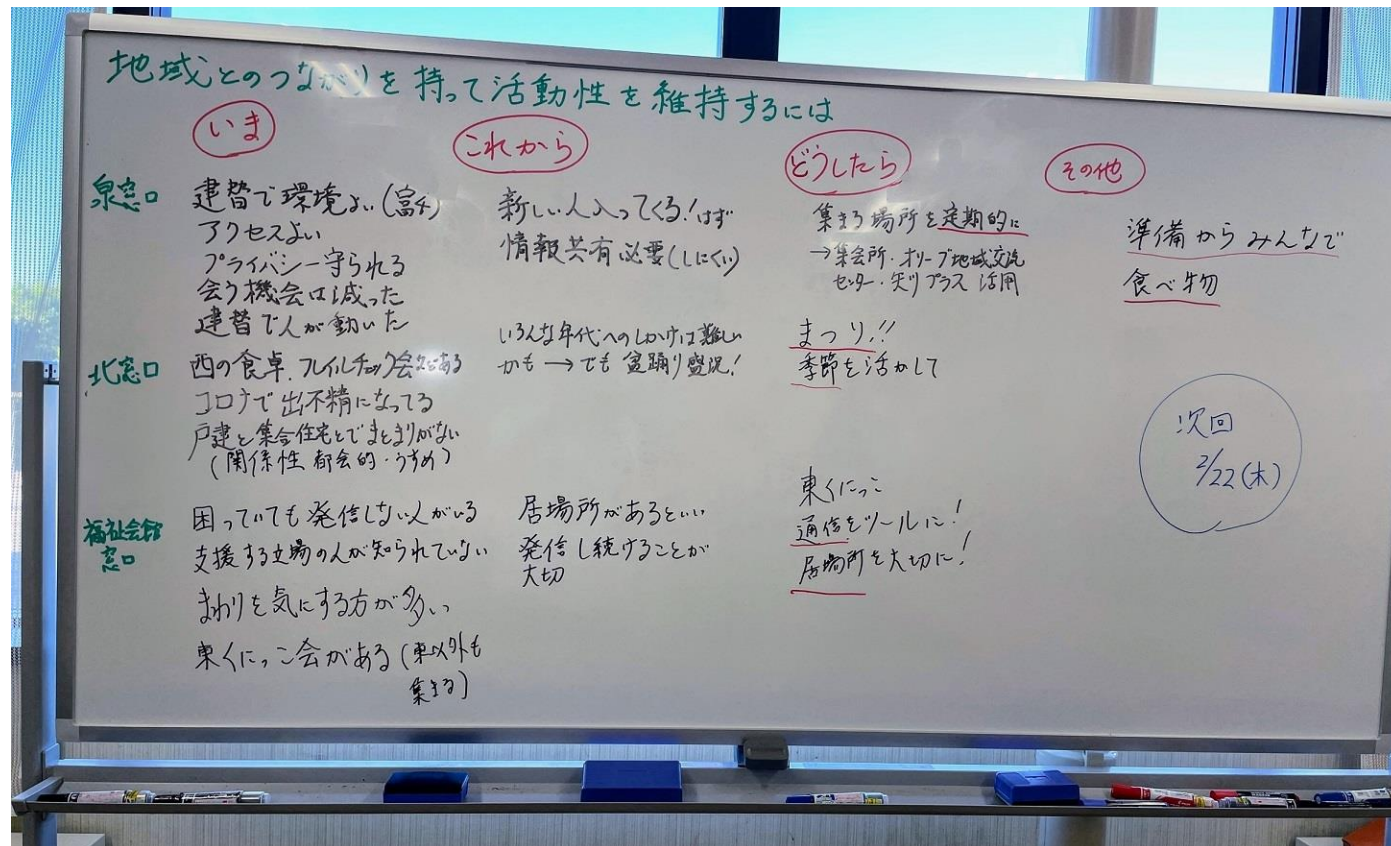 地域とのつながりを持って活動性を維持するには
いま
これから
どうしたら
その他
泉窓口
建替で環境よい(富士)
アクセスよい
プライバシー守られる
会う機会は減った
建替で人が動いた
新しい人入ってくる!はず
情報共有必要(しにくい)
集まる場所を定期的に
→集会所・オリーブ地域交流
センター・矢川プラス 活用
準備からみんなで
食べ物
北窓口
西の食卓、フレイルチェック会などある
コロナで出不精になってる
戸建と集合住宅とでまとまりがない
(関係性 都会的・うすめ)
いろんな年代へのしかけは難しい
かも → でも 盆踊り盛況!
まつり!!
季節を活かして
次回
2/22(木)
福祉会館
窓口
困っていても発信しない人がいる
支援する立場の人が知られていない
まわりを気にする方が多い
東くにっこ会がある(東以外も
集まる)
居場所があるといい
発信し続けることが
大切
東くにっこ
通信をツールに!
居場所を大切に!